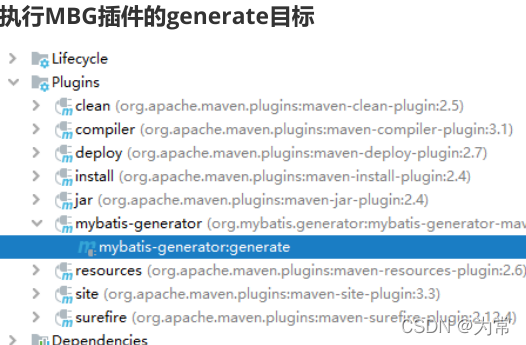 执行MBG插件的generate目标
Lifecycle
Plugins
clean (org.apache.maven.plugins:maven-clean-plugin:2.5)
compiler (org.apache.maven.plugins:maven-compiler-plugin:3.1)
deploy (org.apache.maven.plugins:maven-deploy-plugin:2.7)
install (org.apache.maven.plugins:maven-install-plugin:2.4)
jar (org.apache.maven.plugins:maven-jar-plugin:2.4)
mybatis-generator (org.mybatis.generator:mybatis-generator-mav
mybatis-generator:generate
resources (org.apache.maven.plugins:maven-resources-plugin:2.6)
site (org.apache.maven.plugins:maven-site-plugin:3.3)
surefire (org.apache.maven.plugins:maven-surefire-plugin:2.12.4)
CSDN @为常
Dependencies